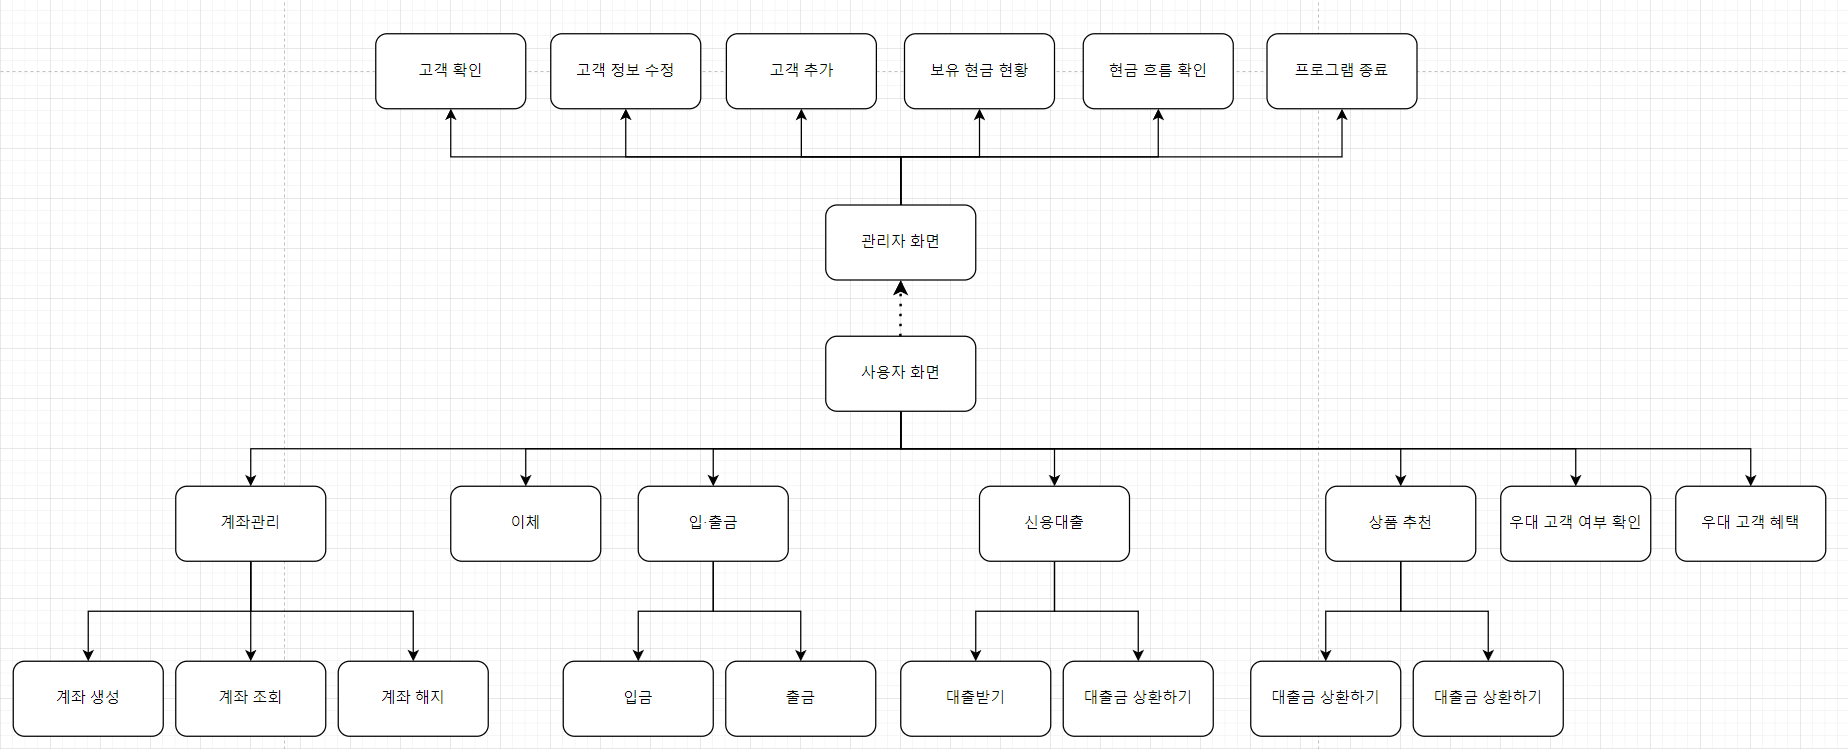 고객 확인
고객 정보 수정
고객 추가
보유 현금 현황
현금 흐름 확인
프로그램 종료
관리자 화면
사용자 화면
계좌관리
이체
입·출금
신용대출
상품 추천
우대 고객 여부 확인
우대 고객 혜택
계좌 생성
계좌 조회
계좌 해지
입금
출금
대출받기
대출금 상환하기
대출금 상환하기
대출금 상환하기